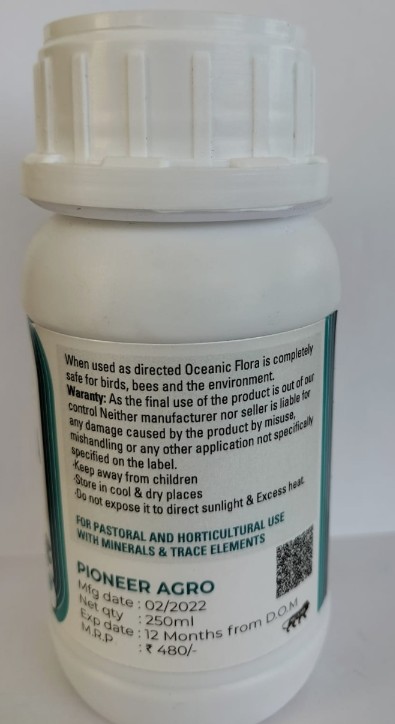 When used as directed Oceanic Flora is completely
safe for birds, bees and the environment.
Waranty: As the final use of the product is out of our
control Neither manufacturer nor seller is liable for
any damage caused by the product by misuse,
mishandling or any other application not specifically
specified on the label.
·Keep away from children
·Store in cool & dry places
·Do not expose it to direct sunlight & Excess heat.
FOR PASTORAL AND HORTICULTURAL USE
WITH MINERALS & TRACE ELEMENTS
PIONEER AGRO
Mfg date : 02/2022
Net qty : 250ml
Exp date : 12 Months from D.O.M
M.R.P : ₹ 480/-